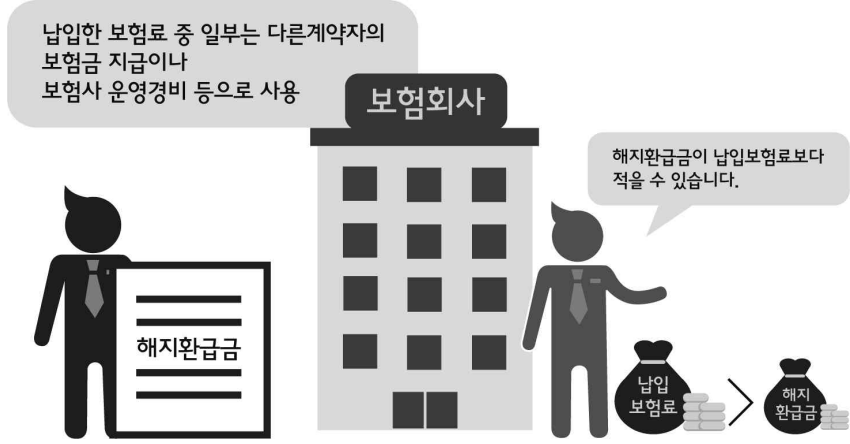 납입한 보험료 중 일부는 다른계약자의
보험금 지급이나
보험사 운영경비 등으로 사용
보험회사
해지환급금이 납입보험료보다
적을 수 있습니다.
해지환급금
납입
보험료
>
해지
환급금